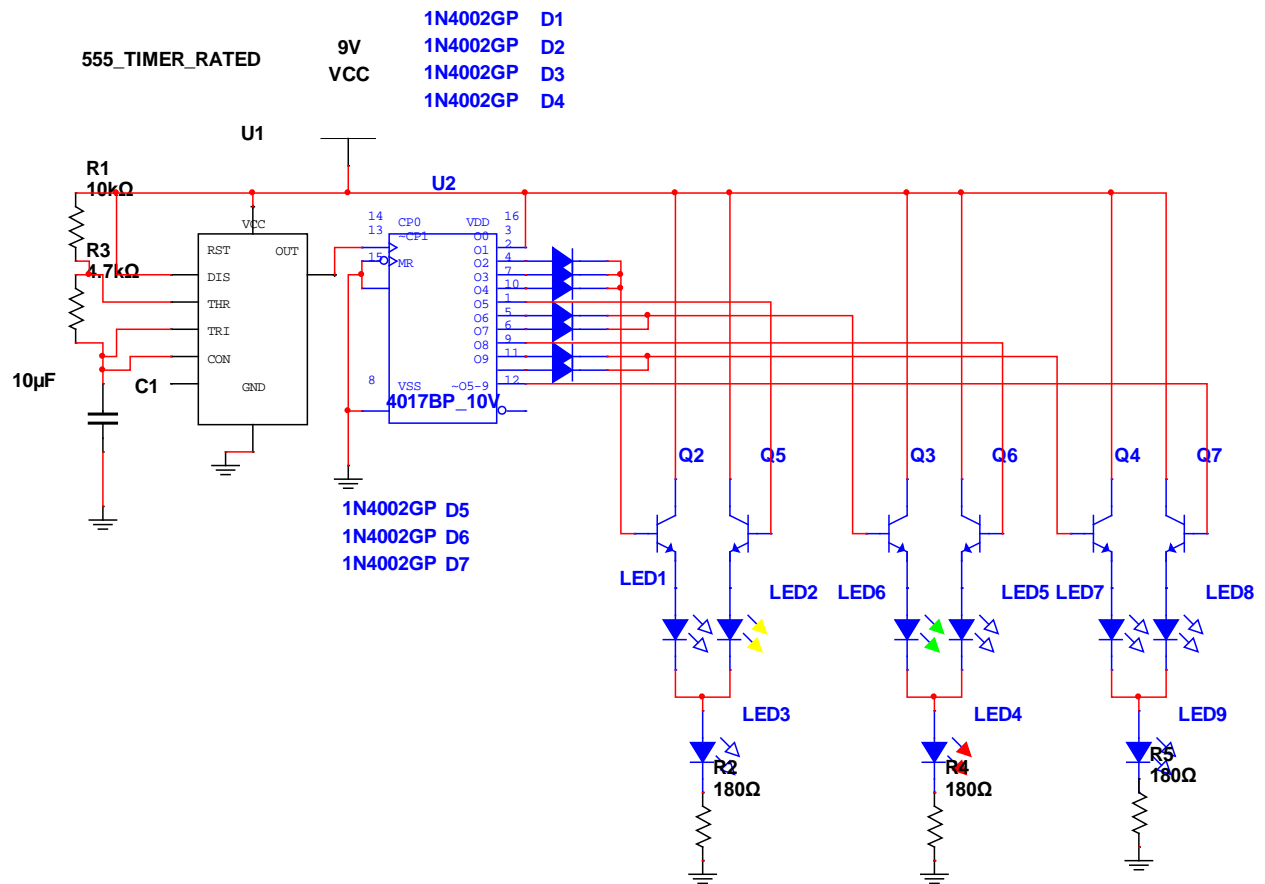 1N4002GP D1
1N4002GP D2
1N4002GP D3
1N4002GP D4
555_TIMER_RATED
9V
VCC
U1
R1
10kΩ
U2
VCC
RST OUT
DIS
THR
TRI
CON
GND
R3
4.7kΩ
10µF
C1
14 CP0 VDD 16
13 ~CP1 O0 3
15 MR O1 2
O2 4
O3 7
O4 10
O5 1
O6 5
O7 6
O8 9
O9 11
8 VSS ~O5-9 12
4017BP_10V
1N4002GP D5
1N4002GP D6
1N4002GP D7
Q2 Q5 Q3 Q6 Q4 Q7
LED1 LED2 LED6 LED5 LED7 LED8
LED3 LED4 LED9
R2
180Ω
R4
180Ω
R5
180Ω